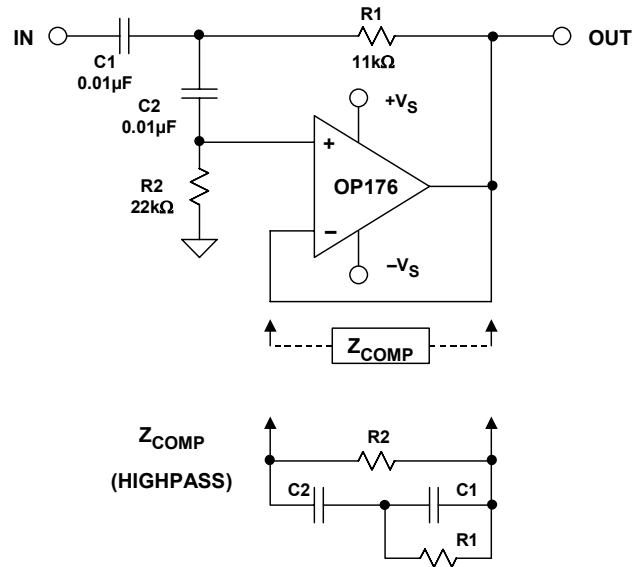 IN
C1
0.01µF
R1
11kΩ
OUT
C2
0.01µF
+VS
+
OP176
R2
22kΩ
−
−VS
ZCOMP
ZCOMP
(HIGHPASS)
R2
C2
C1
R1